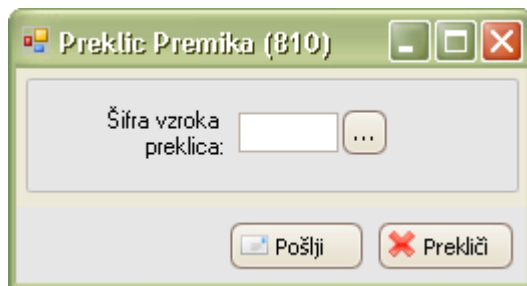 Preklic Premika (810)
Šifra vzroka
preklica:
...
Pošlji
Prekliči